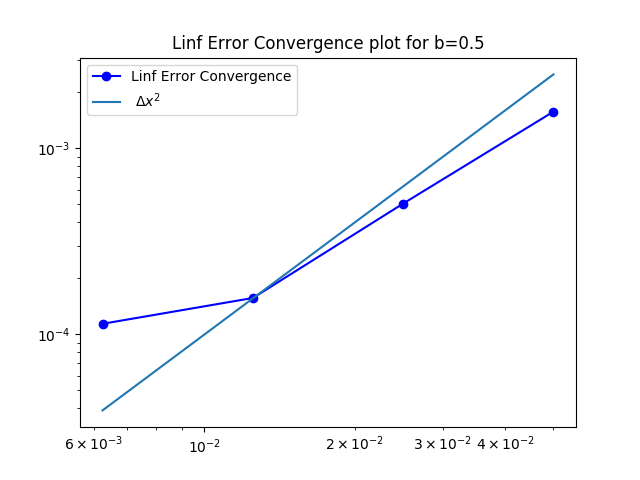 Linf Error Convergence plot for b=0.5
Linf Error Convergence
Δx²
10⁻³
10⁻⁴
6 × 10⁻³
10⁻²
2 × 10⁻²
3 × 10⁻²
4 × 10⁻²